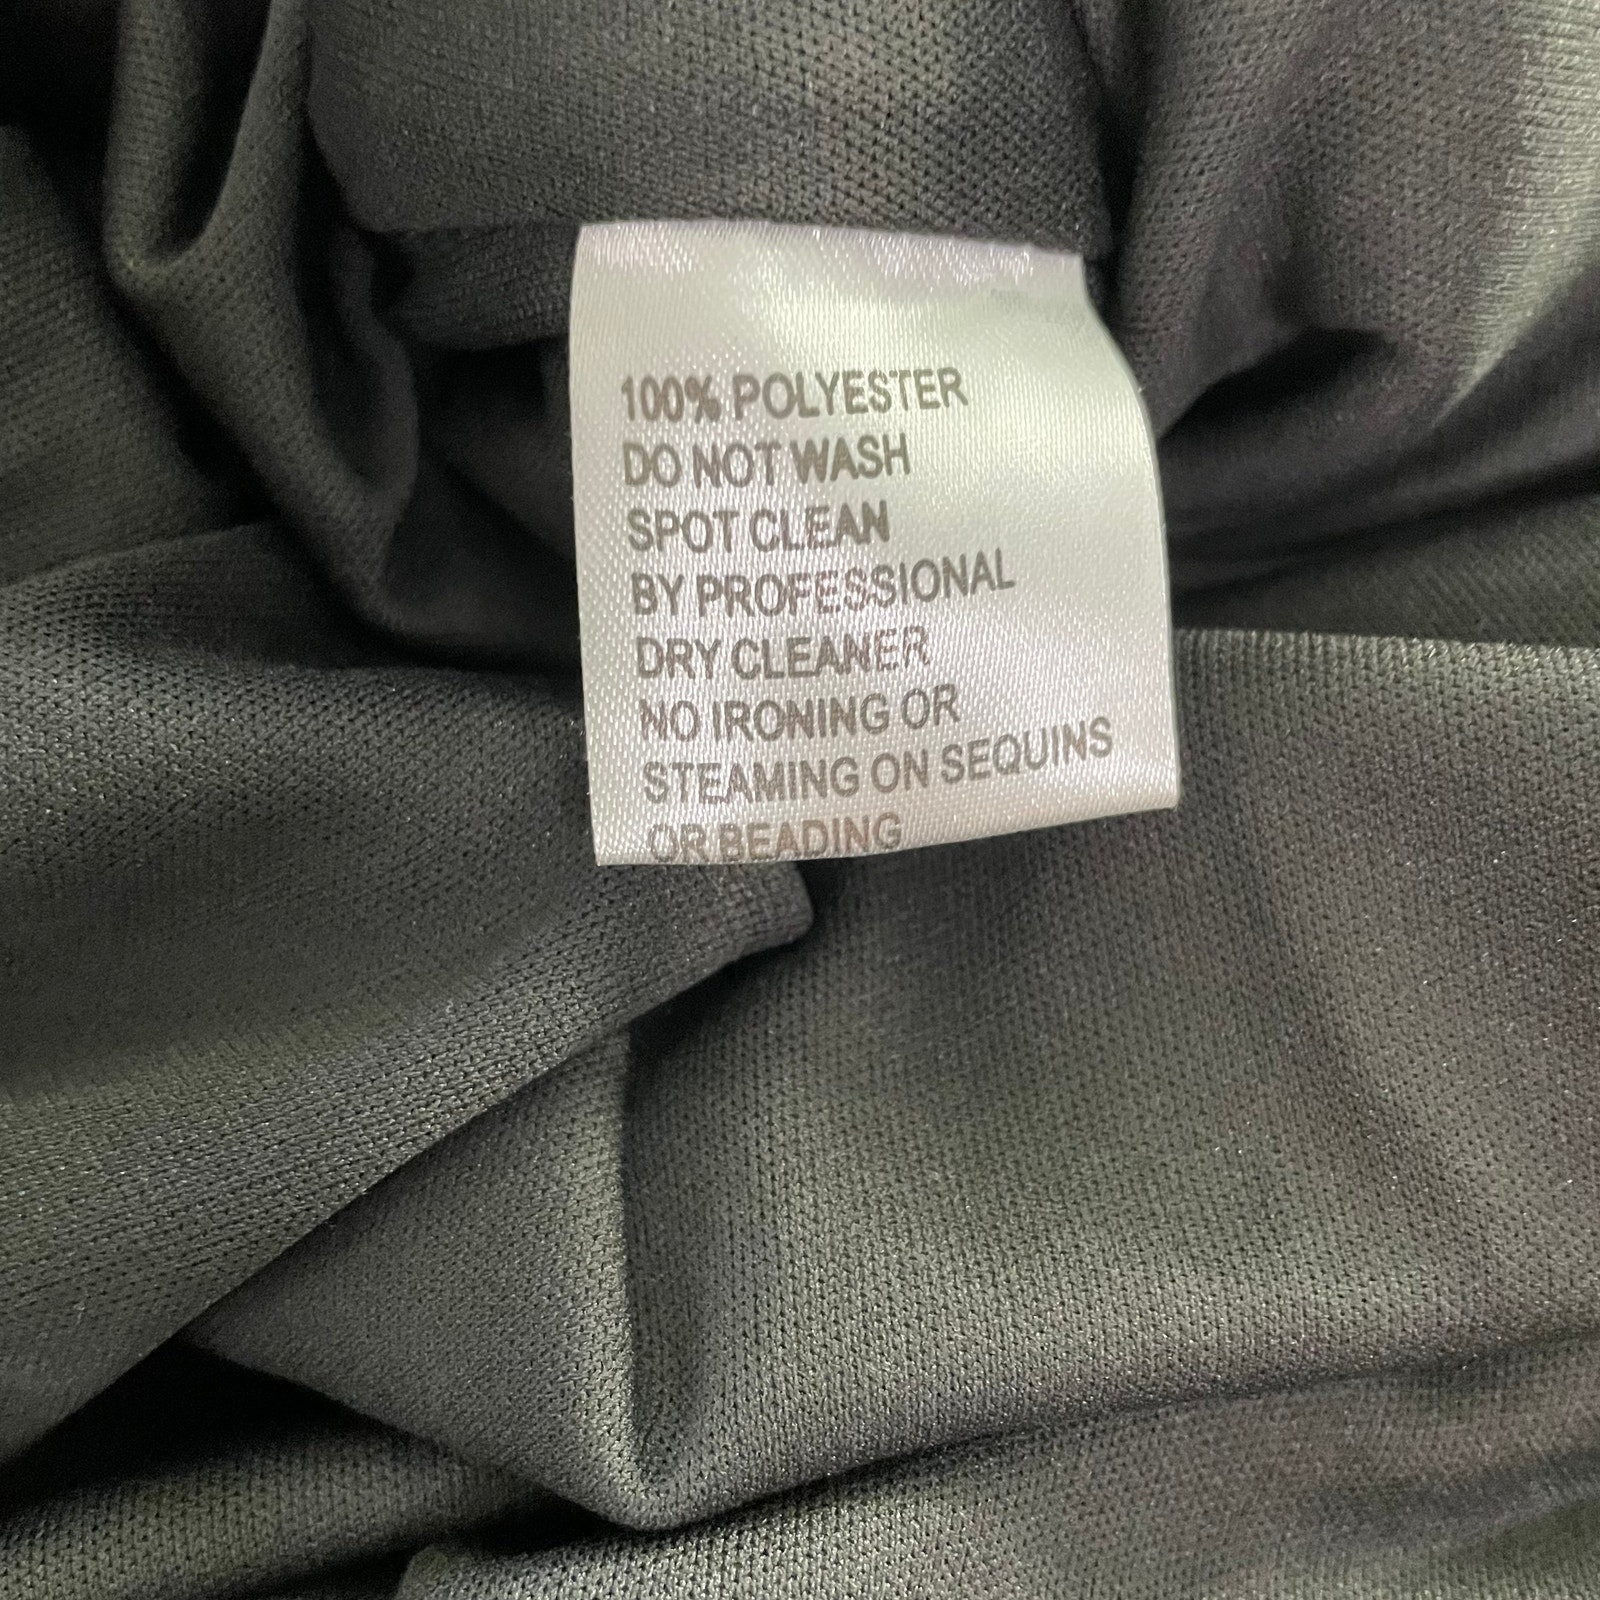 100% POLYESTER
DO NOT WASH
SPOT CLEAN
BY PROFESSIONAL
DRY CLEANER
NO IRONING OR
STEAMING ON SEQUINS
OR BEADING